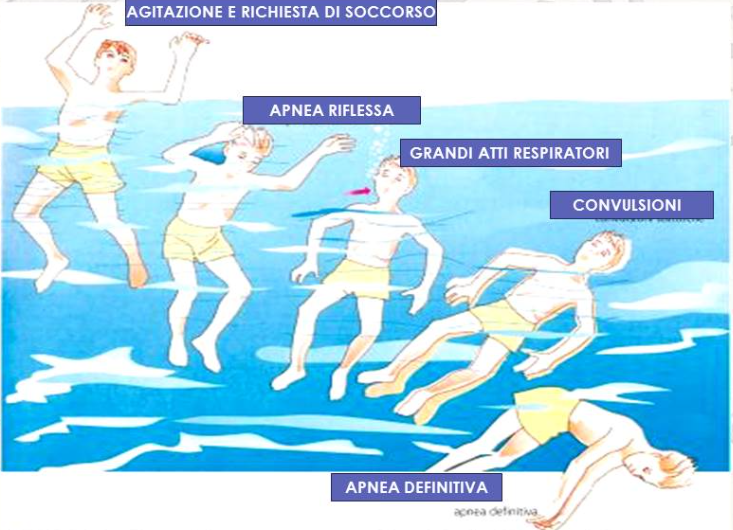 AGITAZIONE E RICHIESTA DI SOCCORSO
APNEA RIFLESSA
GRANDI ATTI RESPIRATORI
CONVULSIONI
APNEA DEFINITIVA
apnea definitiva